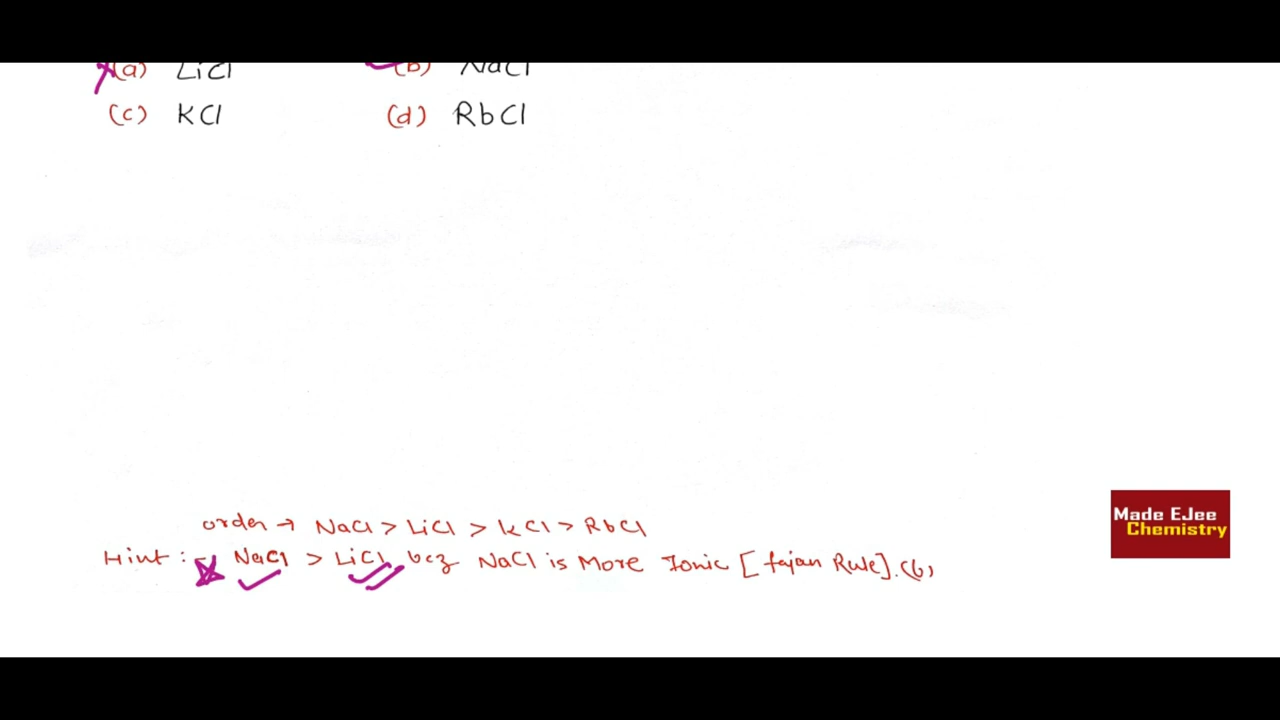 (a) LiCl (b) NaCl
(c) KCl (d) RbCl
order → NaCl > LiCl > KCl > RbCl
Hint :- NaCl > LiCl bcz NaCl is More Ionic [fajan Rule]. (b)
Made EJee
Chemistry